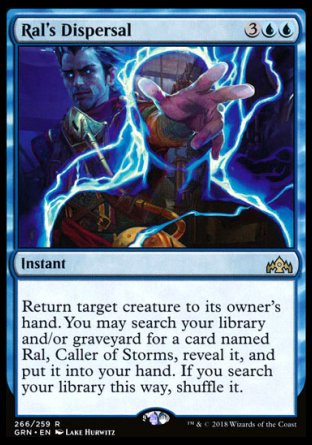 Ral's Dispersal 3
Instant
Return target creature to its owner's
hand. You may search your library
and/or graveyard for a card named
Ral, Caller of Storms, reveal it, and
put it into your hand. If you search
your library this way, shuffle it.
266/259 R
GRN • EN Lake Hurwitz
™ & © 2018 Wizards of the Coast